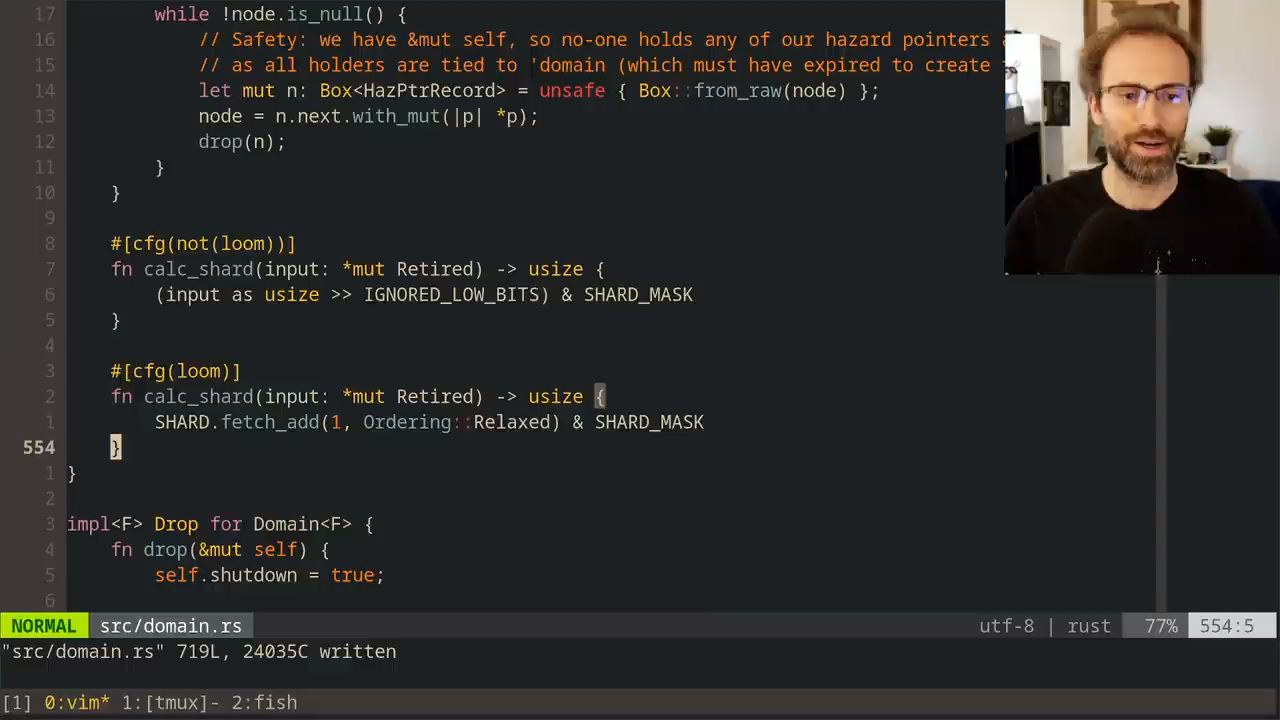 17         while !node.is_null() {
16             // Safety: we have &mut self, so no-one holds any of our hazard pointers
15             // as all holders are tied to 'domain (which must have expired to create
14             let mut n: Box<HazPtrRecord> = unsafe { Box::from_raw(node) };
13             node = n.next.with_mut(|p| *p);
12             drop(n);
11         }
10     }
9
8     #[cfg(not(loom))]
7     fn calc_shard(input: *mut Retired) -> usize {
6         (input as usize >> IGNORED_LOW_BITS) & SHARD_MASK
5     }
4
3     #[cfg(loom)]
2     fn calc_shard(input: *mut Retired) -> usize {
1         SHARD.fetch_add(1, Ordering::Relaxed) & SHARD_MASK
554     }
1 }
2
3 impl<F> Drop for Domain<F> {
4     fn drop(&mut self) {
5         self.shutdown = true;
6
NORMAL src/domain.rs utf-8 | rust 77% 554:5
"src/domain.rs" 719L, 24035C written
[1] 0:vim* 1:[tmux]- 2:fish